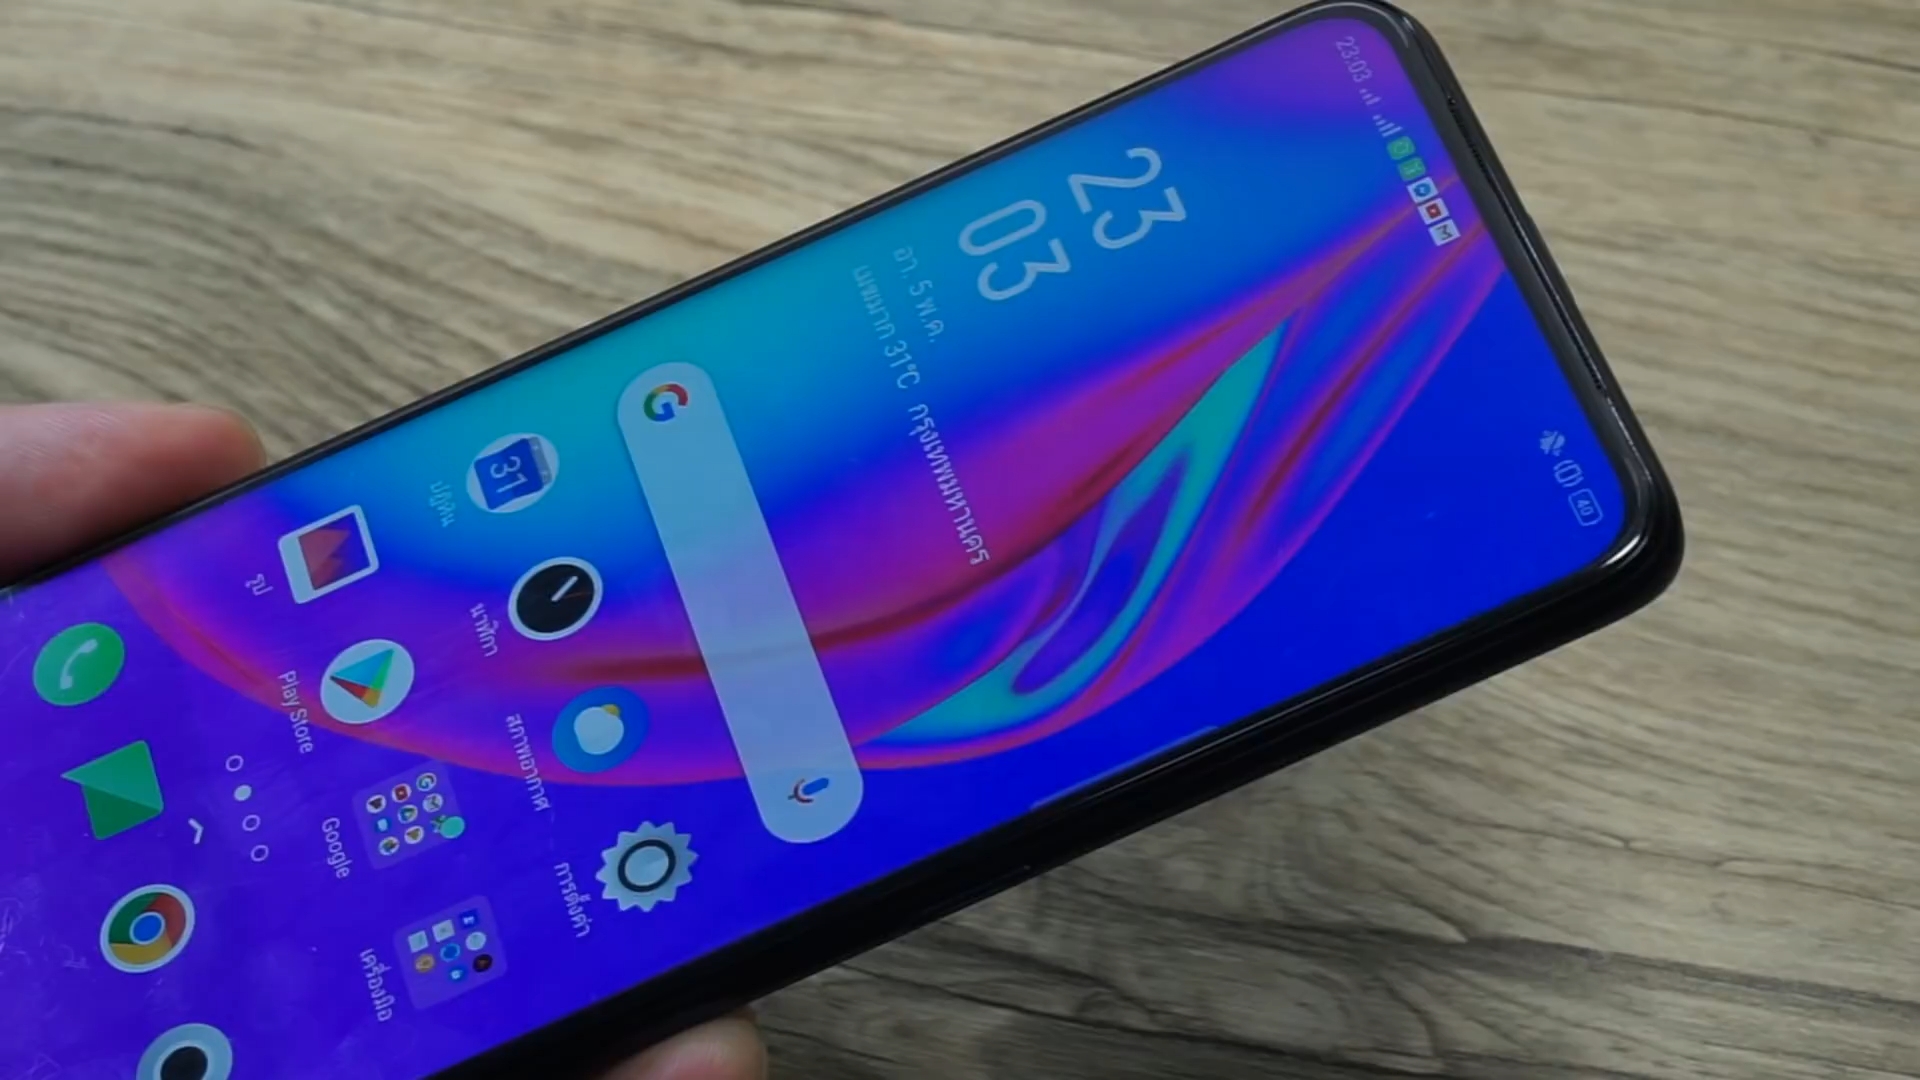 23:03
40
23
03
อา. 5 พ.ค.
เมฆมาก 31°C กรุงเทพมหานคร
31
ปฏิทิน
นาฬิกา
สภาพอากาศ
การตั้งค่า
รูป
Play Store
Google
เครื่องมือ